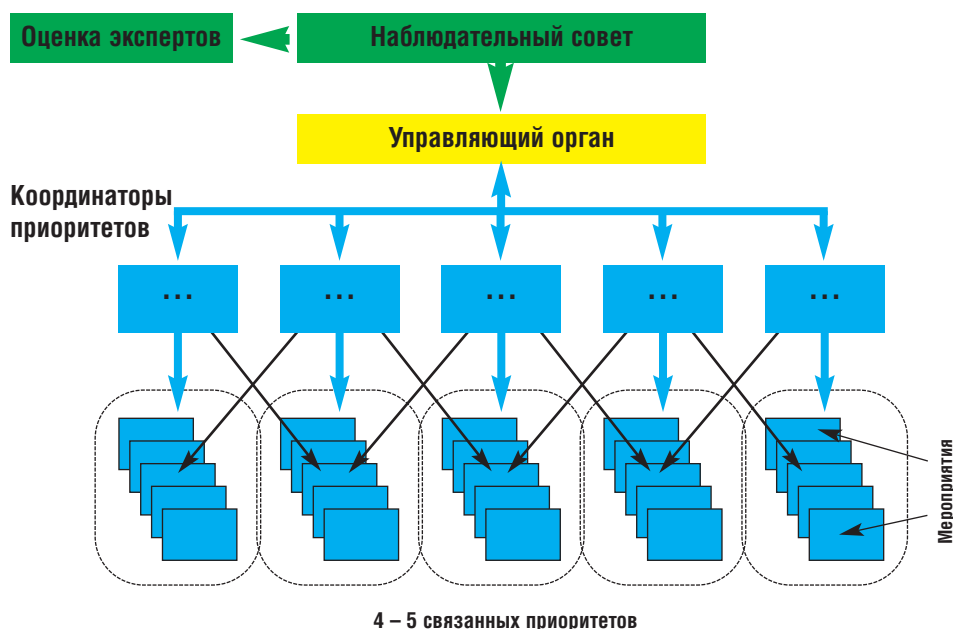 Оценка экспертов
Наблюдательный совет
Управляющий орган
Координаторы
приоритетов
...
...
...
...
...
Мероприятия
4 – 5 связанных приоритетов